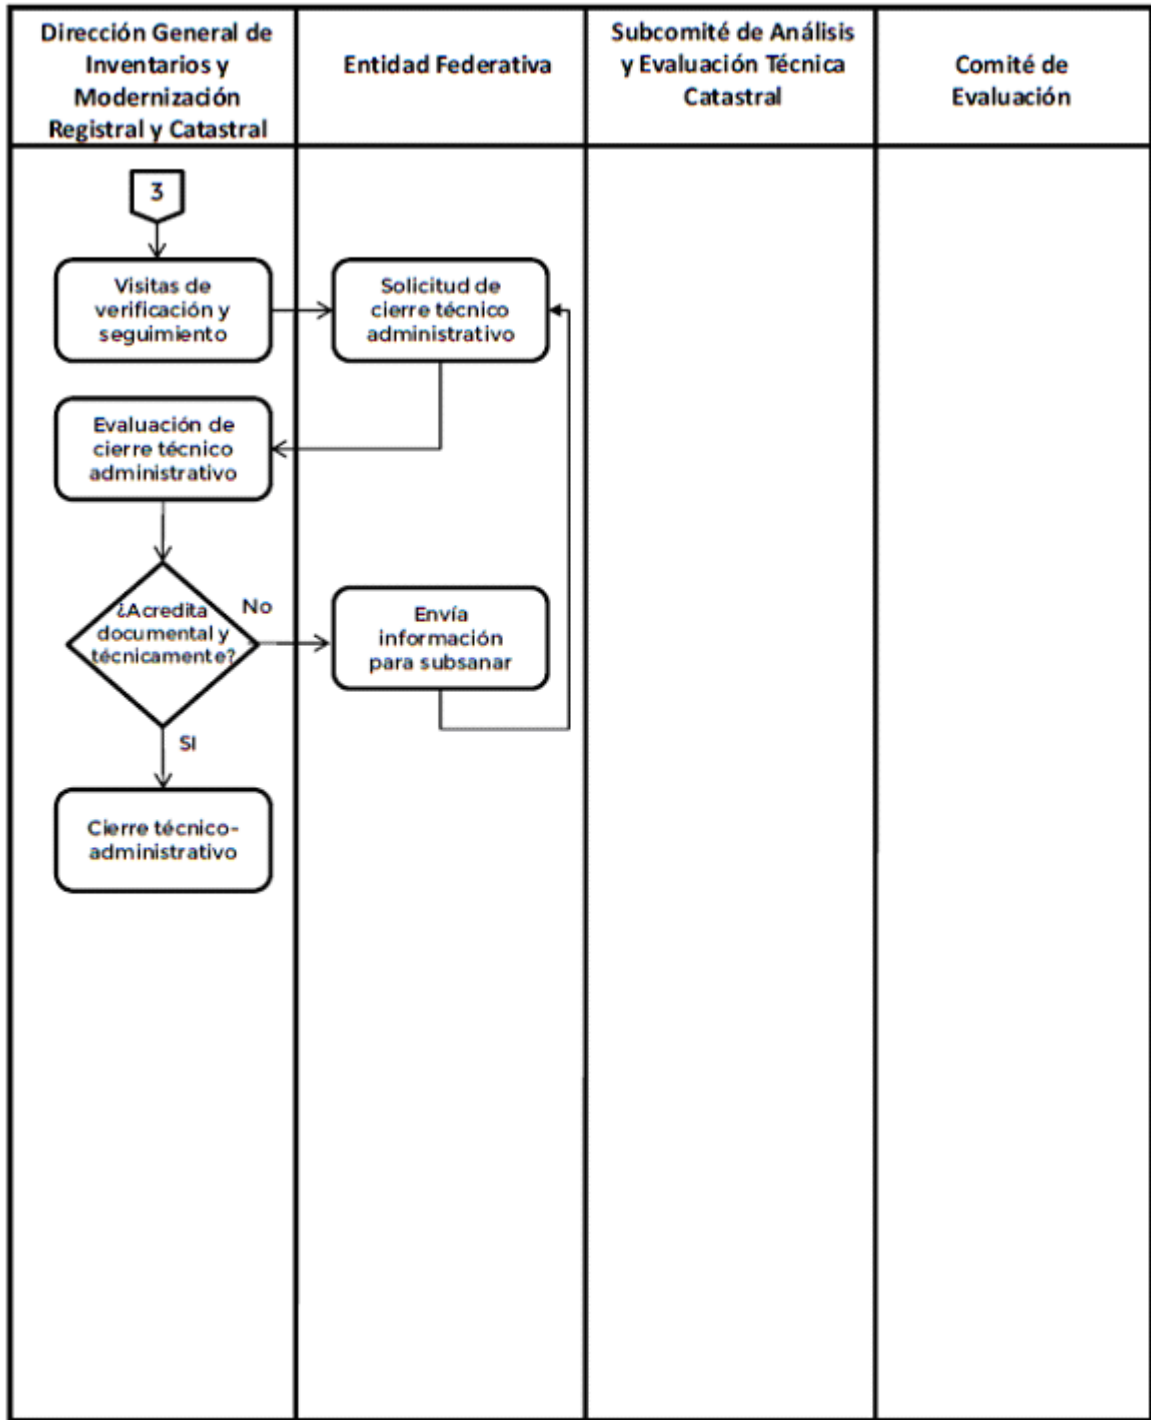 Dirección General de
Inventarios y
Modernización
Registral y Catastral
Entidad Federativa
Subcomité de Análisis
y Evaluación Técnica
Catastral
Comité de
Evaluación
3
Visitas de
verificación y
seguimiento
Solicitud de
cierre técnico
administrativo
Evaluación de
cierre técnico
administrativo
¿Acredita
documental y
técnicamente?
No
Envía
información
para subsanar
SI
Cierre técnico-
administrativo